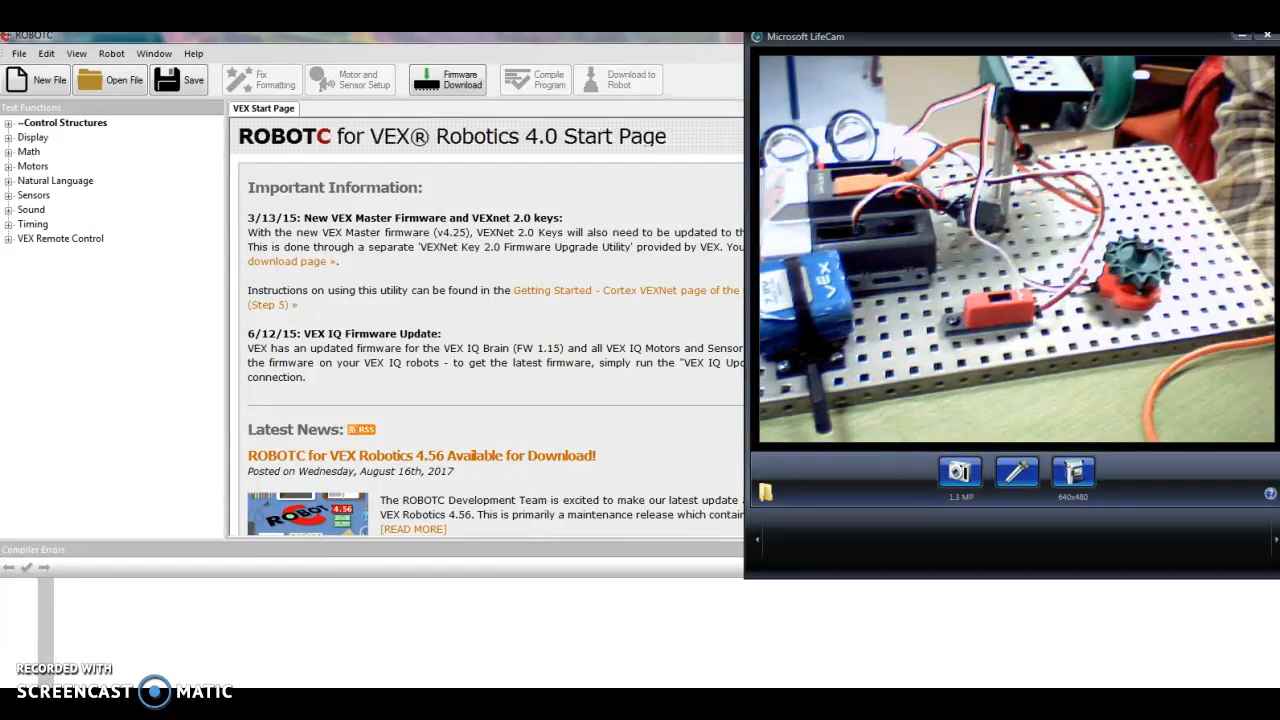 ROBOTC
File Edit View Robot Window Help
New File Open File Save Fix Formatting Motor and Sensor Setup Firmware Download Compile Program Download to Robot
Text Functions
~Control Structures
Display
Math
Motors
Natural Language
Sensors
Sound
Timing
VEX Remote Control
VEX Start Page
ROBOTC for VEX® Robotics 4.0 Start Page
Important Information:
3/13/15: New VEX Master Firmware and VEXnet 2.0 keys:
With the new VEX Master firmware (v4.25), VEXNet 2.0 Keys will also need to be updated to th
This is done through a separate 'VEXNet Key 2.0 Firmware Upgrade Utility' provided by VEX. You
download page ».
Instructions on using this utility can be found in the Getting Started - Cortex VEXNet page of the
(Step 5) »
6/12/15: VEX IQ Firmware Update:
VEX has an updated firmware for the VEX IQ Brain (FW 1.15) and all VEX IQ Motors and Sensor
the firmware on your VEX IQ robots - to get the latest firmware, simply run the "VEX IQ Upd
connection.
Latest News: RSS
ROBOTC for VEX Robotics 4.56 Available for Download!
Posted on Wednesday, August 16th, 2017
The ROBOTC Development Team is excited to make our latest update a
VEX Robotics 4.56. This is primarily a maintenance release which contain
[READ MORE]
ROBOT 4.56
Compiler Errors
Microsoft LifeCam
VEX
1.3 MP
640x480
RECORDED WITH
SCREENCAST MATIC